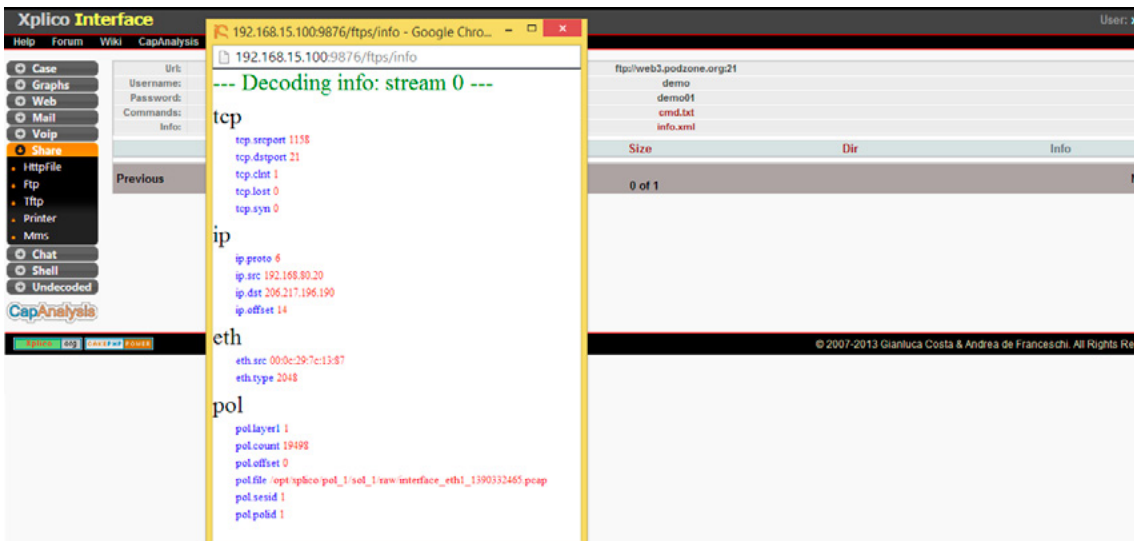 Xplico Interface
User:
Help Forum Wiki CapAnalysis
Case
Graphs
Web
Mail
Voip
Share
HttpFile
Ftp
Tftp
Printer
Mms
Chat
Shell
Undecoded
CapAnalysis
Url: ftp://web3.podzone.org:21
Username: demo
Password: demo01
Commands: cmd.txt
Info: info.xml
Size Dir Info
Previous 0 of 1
192.168.15.100:9876/ftps/info - Google Chro...
192.168.15.100:9876/ftps/info
--- Decoding info: stream 0 ---
tcp
tcp.srcport 1158
tcp.dstport 21
tcp.clnt 1
tcp.lost 0
tcp.syn 0
ip
ip.proto 6
ip.src 192.168.80.20
ip.dst 206.217.196.190
ip.offset 14
eth
eth.src 00:0c:29:7c:13:87
eth.type 2048
pol
pol.layer1 1
pol.count 19498
pol.offset 0
pol.file /opt/xplico/pol_1/sol_1/raw/interface_eth1_1390332465.pcap
pol.sesid 1
pol.polid 1
Xplico .org CAKEPHP POWER
© 2007-2013 Gianluca Costa & Andrea de Franceschi. All Rights Re